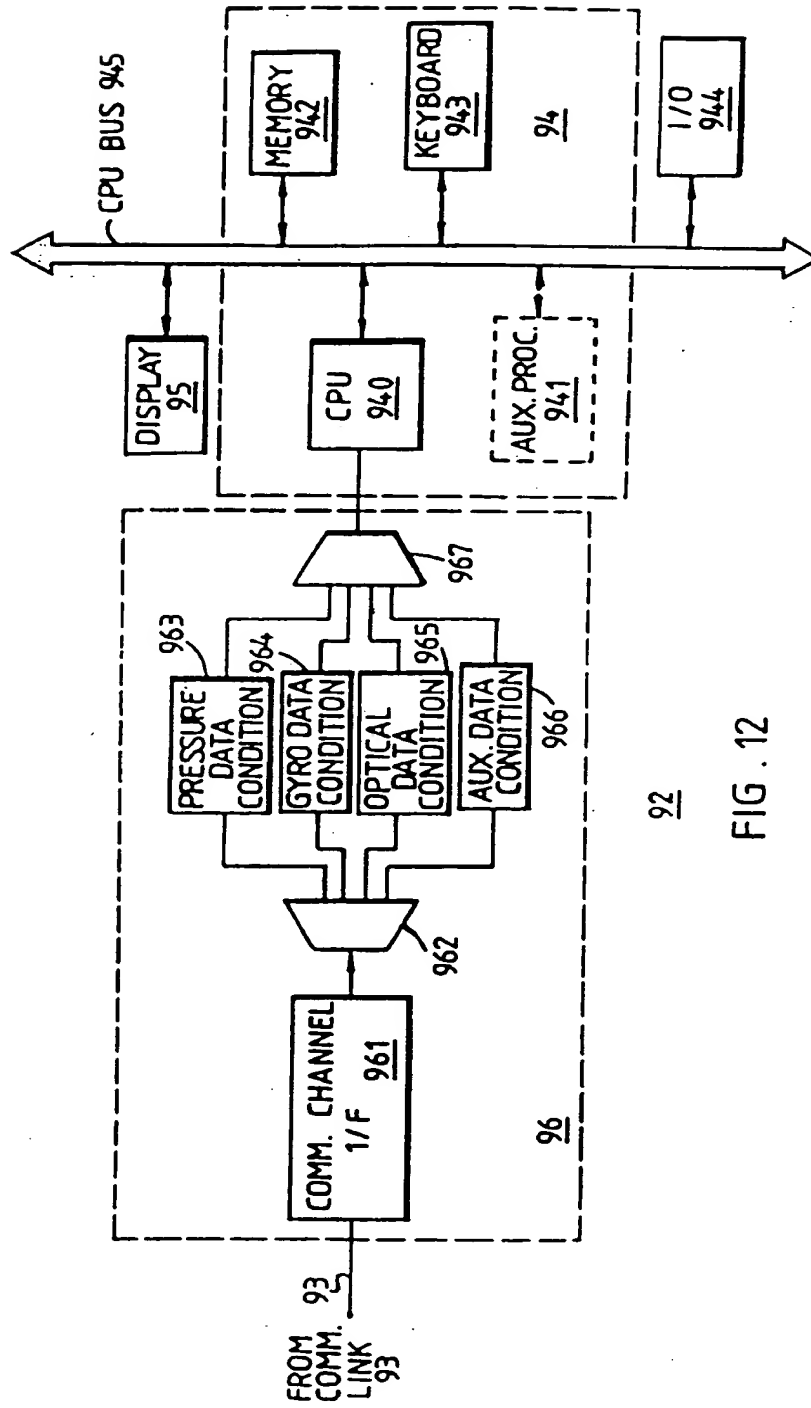 FROM
COMM.
LINK
93
93
COMM. CHANNEL
1/F
961
96
962
PRESSURE
DATA
CONDITION
963
GYRO DATA
CONDITION
964
OPTICAL
DATA
CONDITION
965
AUX. DATA
CONDITION
966
967
DISPLAY
95
CPU BUS 945
CPU
940
AUX. PROC.
941
MEMORY
942
KEYBOARD
943
94
I/O
944
92
FIG. 12